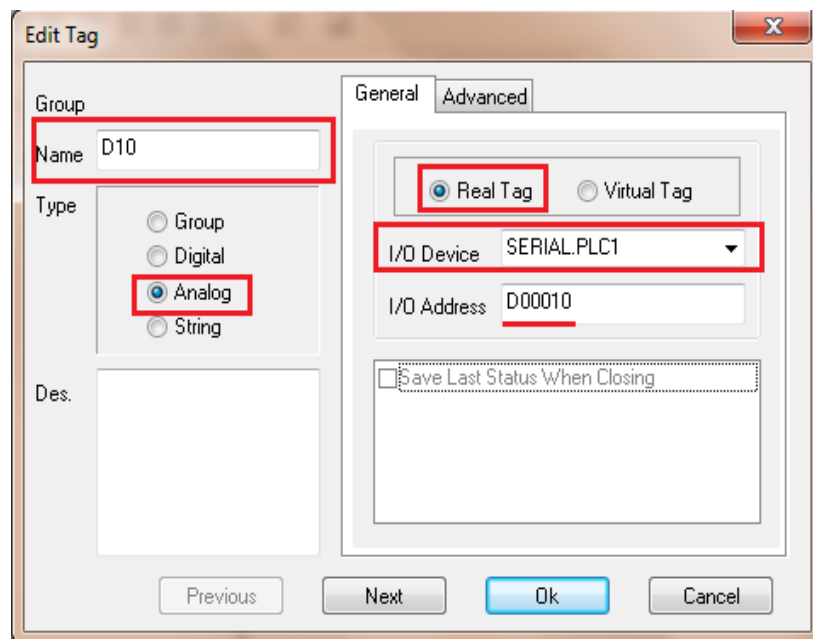 Edit Tag
x
Group
Name D10
Type
Group
Digital
Analog
String
Des.
General Advanced
Real Tag Virtual Tag
I/O Device SERIAL.PLC1
I/O Address D00010
Save Last Status When Closing
Previous Next Ok Cancel